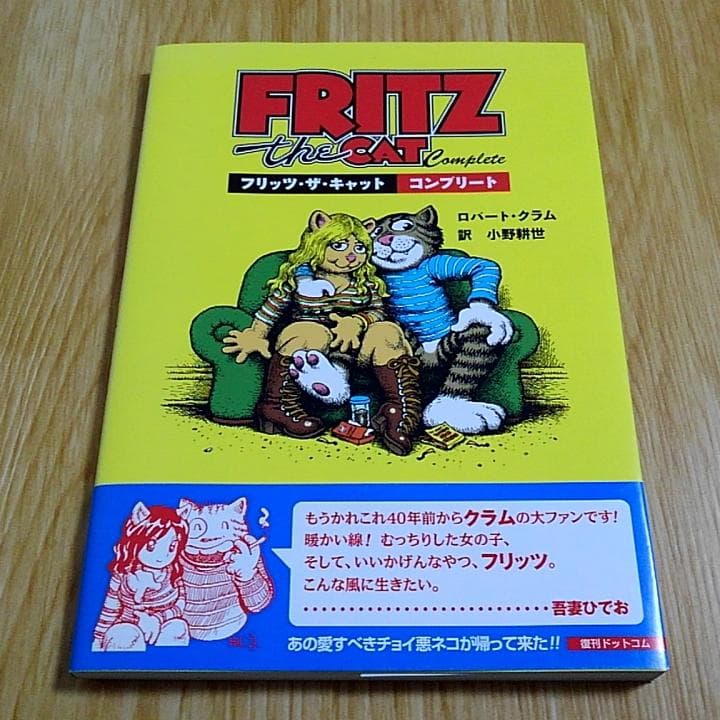 FRITZ
the CAT Complete
フリッツ・ザ・キャット コンプリート
ロバート・クラム
訳 小野耕世
もうかれこれ40年前からクラムの大ファンです!
暖かい線! むっちりした女の子、
そして、いいかげんなやつ、フリッツ。
こんな風に生きたい。
・・・・・・・・・・・・・・・・・・・・・・・・・・・・吾妻ひでお
あの愛すべきチョイ悪ネコが帰って来た!! 復刊ドットコム